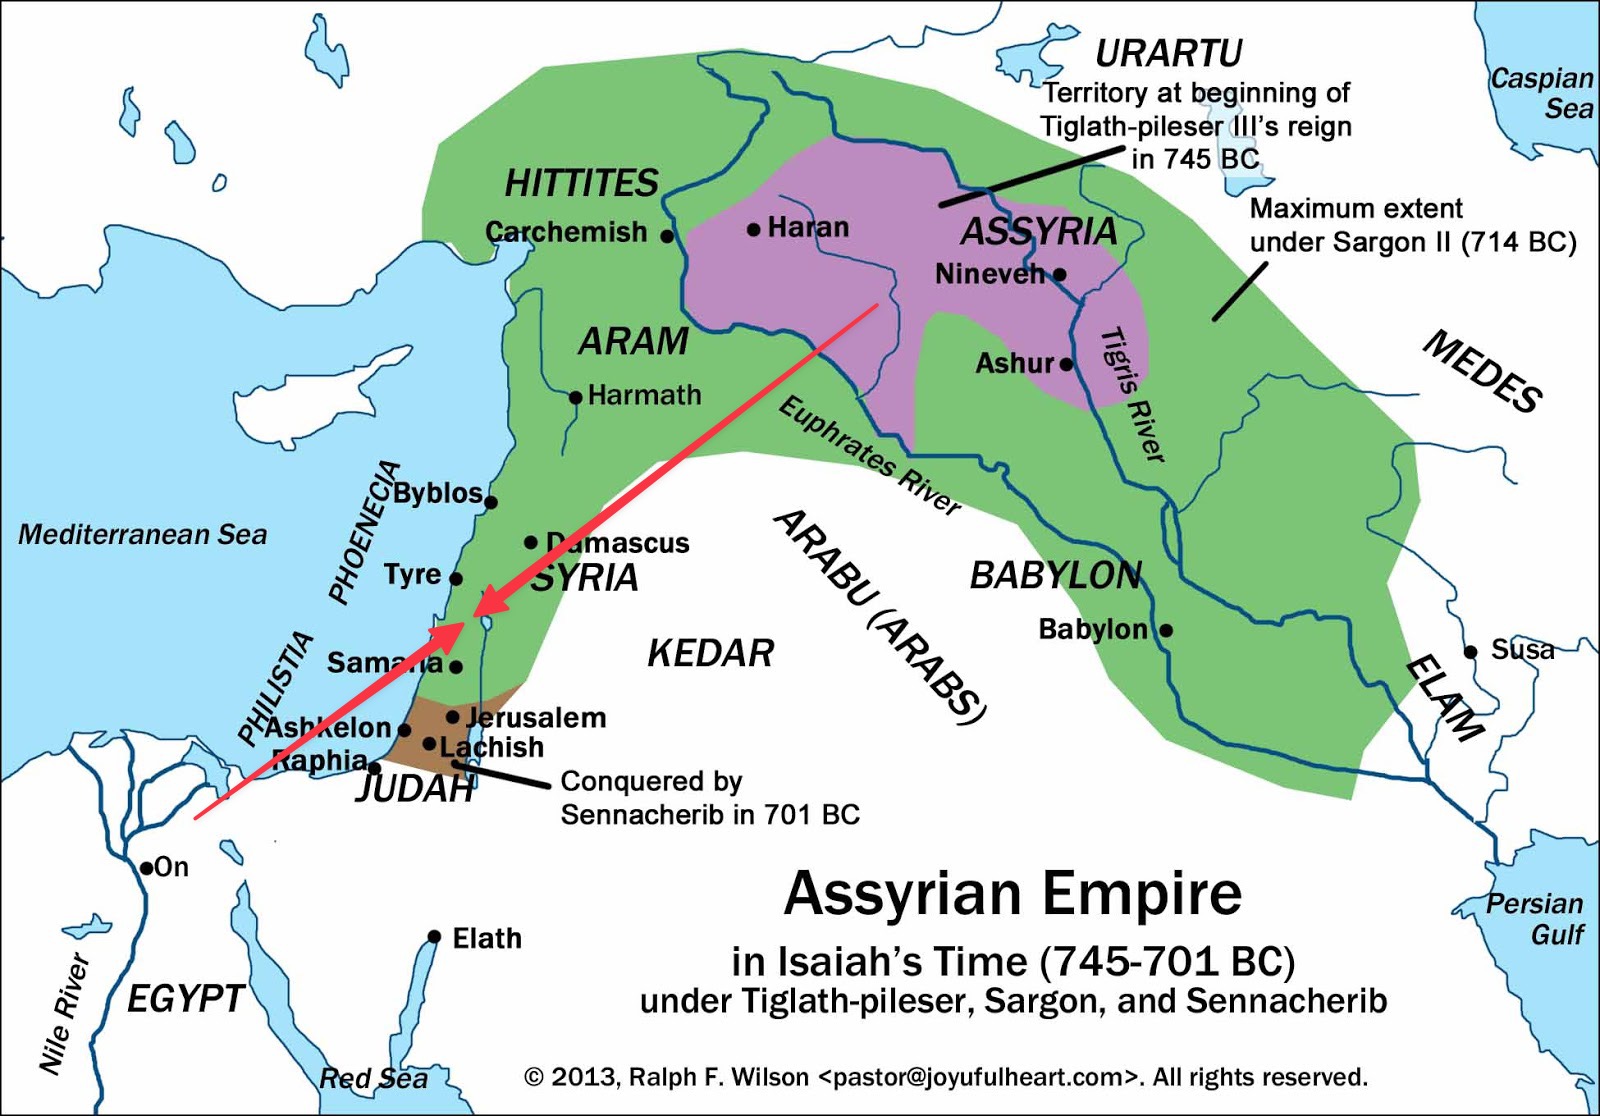 URARTU
Territory at beginning of
Tiglath-pileser III's reign
in 745 BC
Caspian
Sea
HITTITES
Carchemish
Haran
ASSYRIA
Nineveh
Maximum extent
under Sargon II (714 BC)
ARAM
Harmath
Ashur
Tigris River
MEDES
Euphrates River
Mediterranean Sea
PHOENECIA
Byblos
Damascus
SYRIA
Tyre
ARABU (ARABS)
BABYLON
Babylon
KEDAR
Susa
ELAM
Samaria
PHILISTIA
Ashkelon
Jerusalem
Lachish
Raphia
JUDAH
Conquered by
Sennacherib in 701 BC
On
Elath
Nile River
EGYPT
Red Sea
Persian
Gulf
Assyrian Empire
in Isaiah's Time (745-701 BC)
under Tiglath-pileser, Sargon, and Sennacherib
© 2013, Ralph F. Wilson <pastor@joyufulheart.com>. All rights reserved.